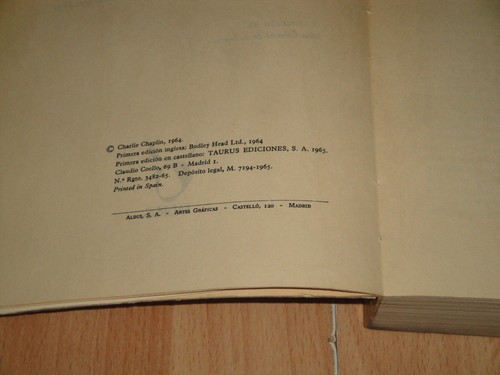 © Charlie Chaplin, 1964.
Primera edición inglesa: Bodley Head Ltd., 1964
Primera edición en castellano: TAURUS EDICIONES, S. A. 1965.
Claudio Coello, 69 B - Madrid 1.
N.º Rgtr. 3482-65. Depósito legal, M. 7194-1965.
Printed in Spain.
ALDUS, S. A. - ARTES GRÁFICAS - CASTELLÓ, 120 - MADRID